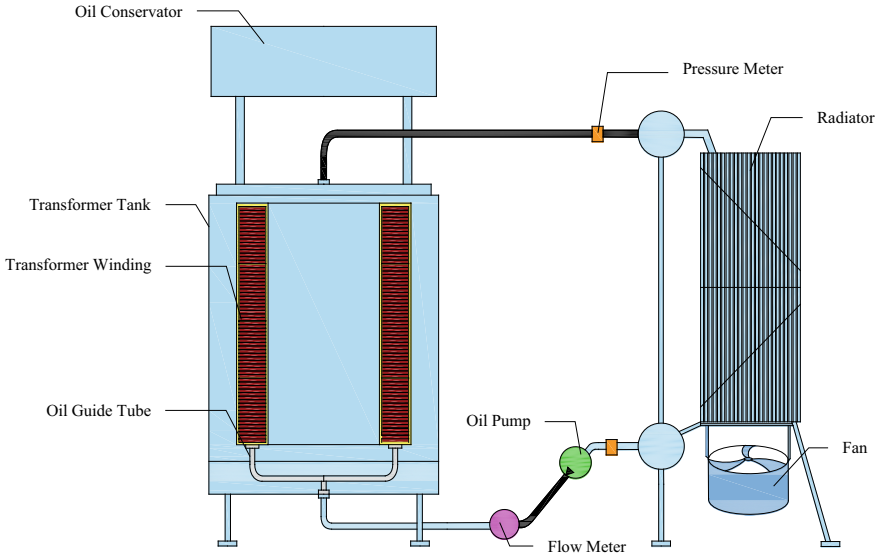 Oil Conservator
Pressure Meter
Radiator
Transformer Tank
Transformer Winding
Oil Guide Tube
Oil Pump
Fan
Flow Meter